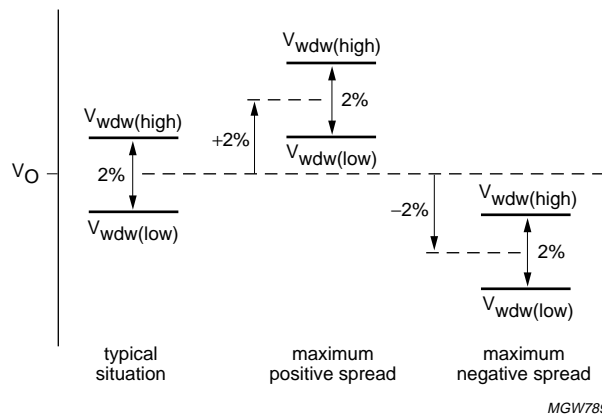 Vwdw(high)
2%
+2%
Vwdw(low)
Vwdw(high)
VO
2%
Vwdw(low)
Vwdw(high)
−2%
2%
Vwdw(low)
typical
situation
maximum
positive spread
maximum
negative spread